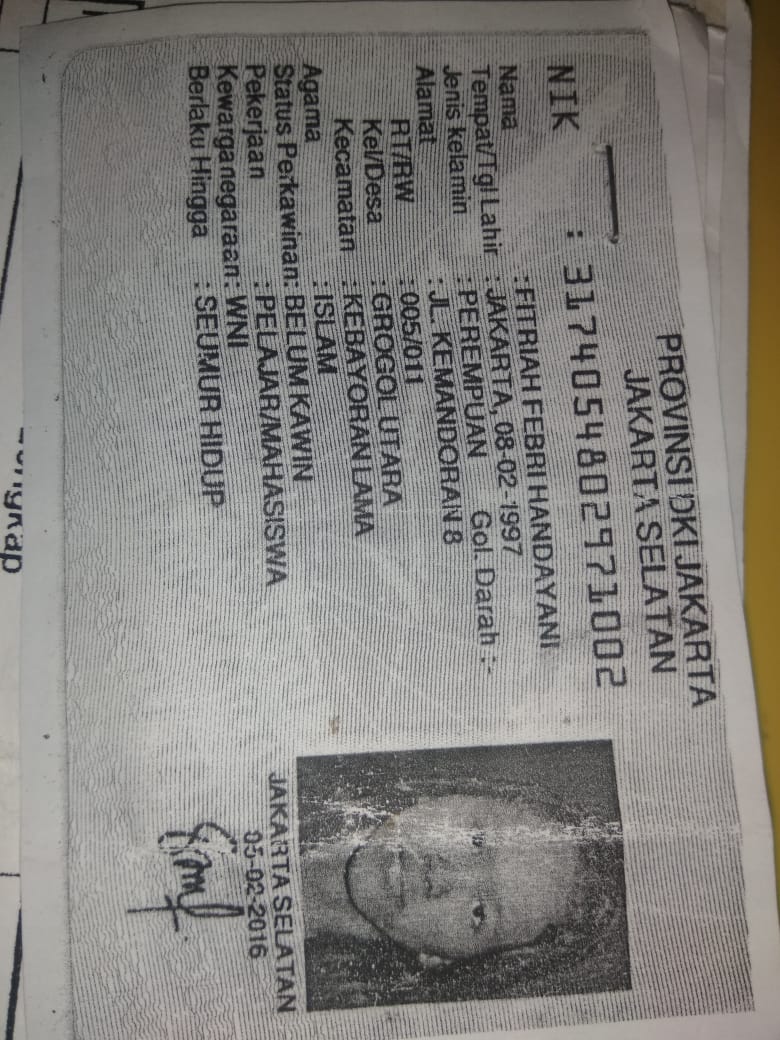 PROVINSI DKI JAKARTA
JAKARTA SELATAN
NIK : 3174054802971002
Nama : FITRIAH FEBRI HANDAYANI
Tempat/Tgl Lahir : JAKARTA, 08-02-1997
Jenis kelamin : PEREMPUAN Gol. Darah : -
Alamat : JL. KEMANDORAN 8
RT/RW : 005/011
Kel/Desa : GROGOL UTARA
Kecamatan : KEBAYORAN LAMA
Agama : ISLAM
Status Perkawinan: BELUM KAWIN
Pekerjaan : PELAJAR/MAHASISWA
Kewarganegaraan: WNI
Berlaku Hingga : SEUMUR HIDUP
JAKARTA SELATAN
05-02-2016